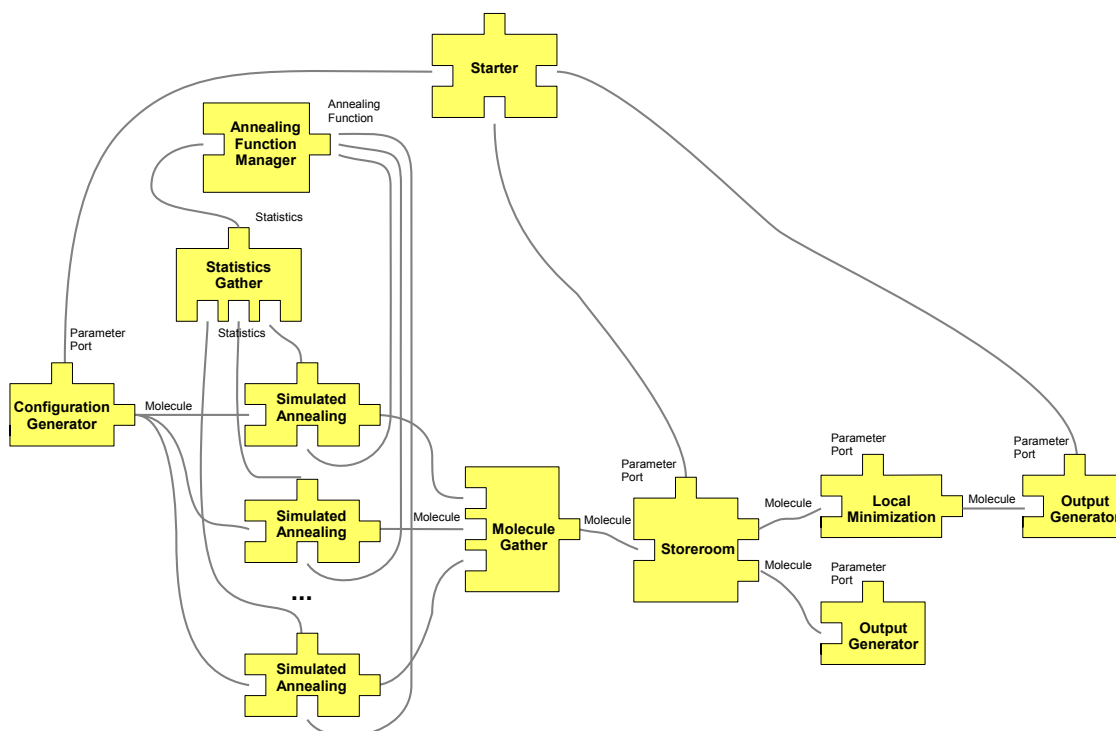 Starter
Annealing
Function
Annealing
Function
Manager
Statistics
Statistics
Gather
Statistics
Parameter
Port
Configuration
Generator
Molecule
Simulated
Annealing
Simulated
Annealing
...
Simulated
Annealing
Molecule
Molecule
Gather
Molecule
Parameter
Port
Storeroom
Molecule
Molecule
Parameter
Port
Local
Minimization
Molecule
Parameter
Port
Output
Generator
Parameter
Port
Output
Generator